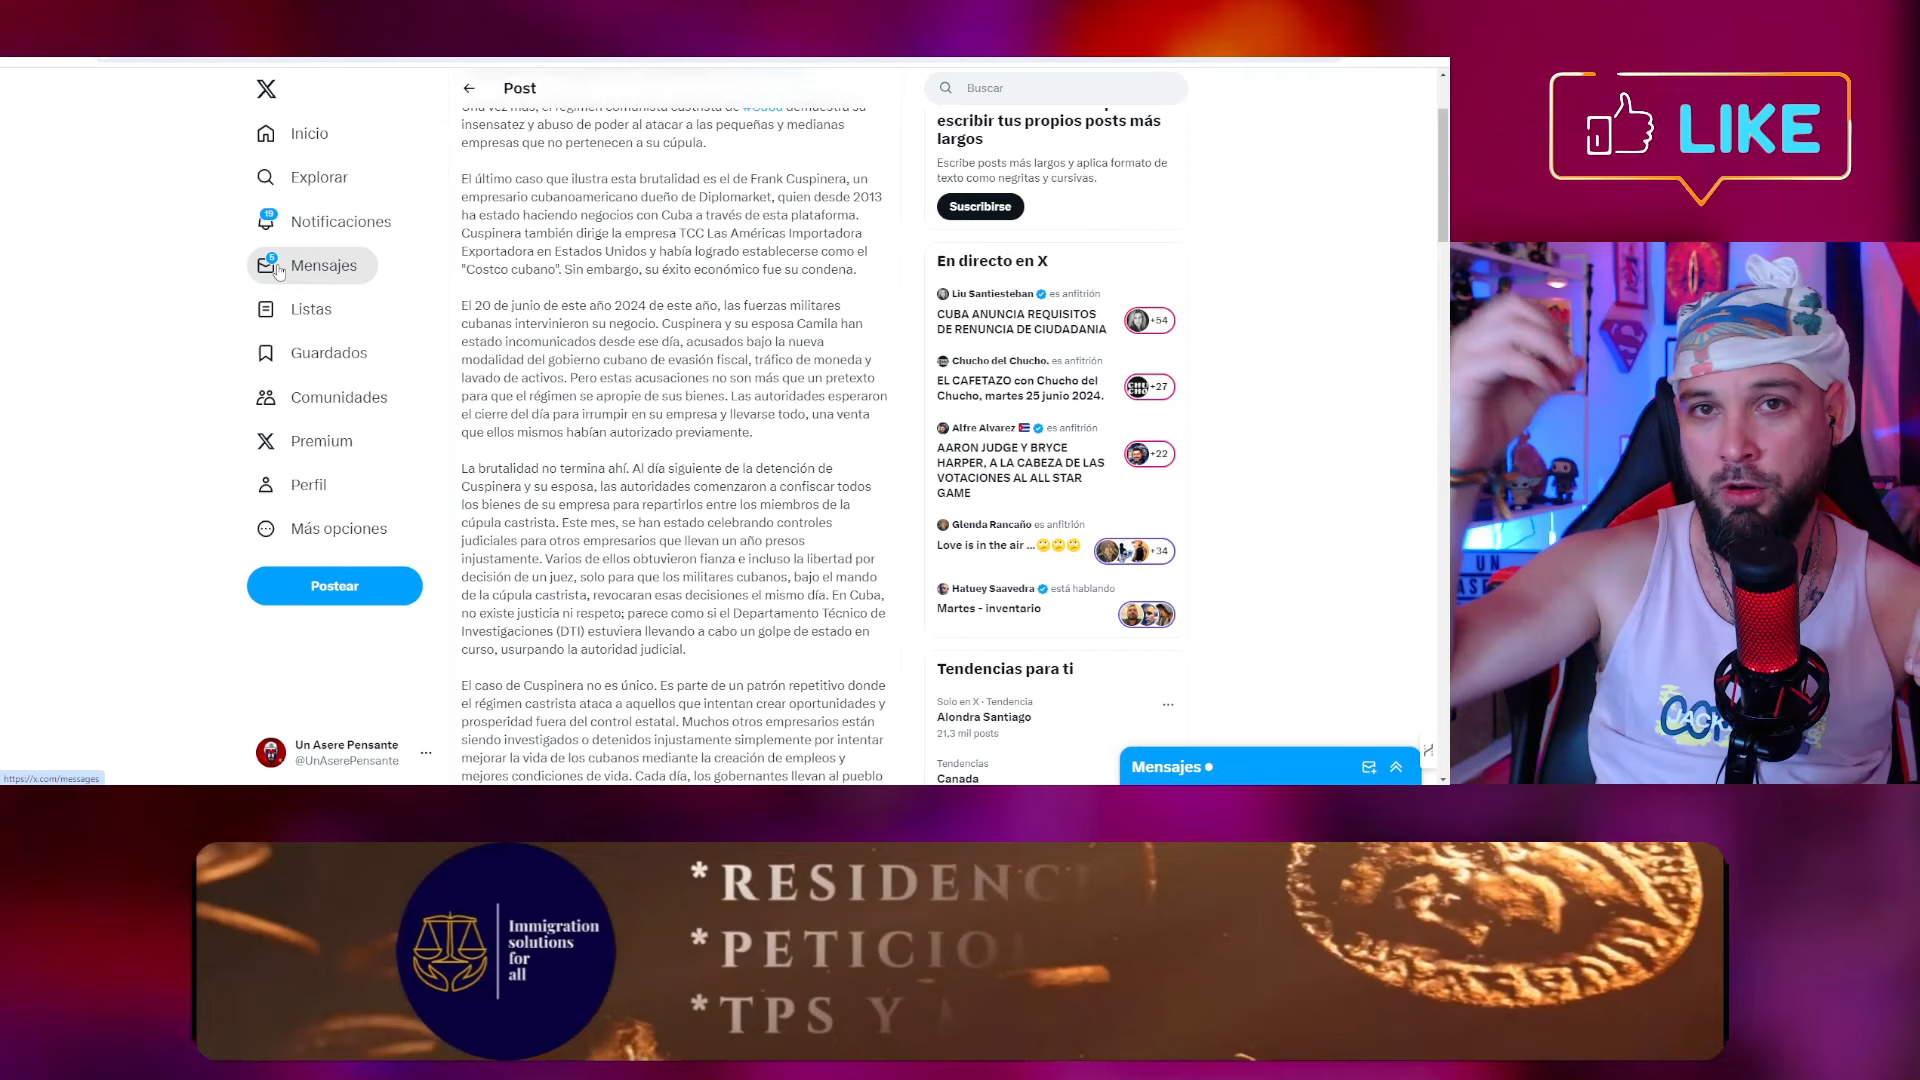 Inicio
Explorar
19
Notificaciones
5
Mensajes
Listas
Guardados
Comunidades
Premium
Perfil
Más opciones
Postear
Un Asere Pensante
@UnAserePensante
https://x.com/messages
Post
Una vez más, el régimen comunista castrista de #Cuba demuestra su
insensatez y abuso de poder al atacar a las pequeñas y medianas
empresas que no pertenecen a su cúpula.
El último caso que ilustra esta brutalidad es el de Frank Cuspinera, un
empresario cubanoamericano dueño de Diplomarket, quien desde 2013
ha estado haciendo negocios con Cuba a través de esta plataforma.
Cuspinera también dirige la empresa TCC Las Américas Importadora
Exportadora en Estados Unidos y había logrado establecerse como el
"Costco cubano". Sin embargo, su éxito económico fue su condena.
El 20 de junio de este año 2024 de este año, las fuerzas militares
cubanas intervinieron su negocio. Cuspinera y su esposa Camila han
estado incomunicados desde ese día, acusados bajo la nueva
modalidad del gobierno cubano de evasión fiscal, tráfico de moneda y
lavado de activos. Pero estas acusaciones no son más que un pretexto
para que el régimen se apropie de sus bienes. Las autoridades esperaron
el cierre del día para irrumpir en su empresa y llevarse todo, una venta
que ellos mismos habían autorizado previamente.
La brutalidad no termina ahí. Al día siguiente de la detención de
Cuspinera y su esposa, las autoridades comenzaron a confiscar todos
los bienes de su empresa para repartirlos entre los miembros de la
cúpula castrista. Este mes, se han estado celebrando controles
judiciales para otros empresarios que llevan un año presos
injustamente. Varios de ellos obtuvieron fianza e incluso la libertad por
decisión de un juez, solo para que los militares cubanos, bajo el mando
de la cúpula castrista, revocaran esas decisiones el mismo día. En Cuba,
no existe justicia ni respeto; parece como si el Departamento Técnico de
Investigaciones (DTI) estuviera llevando a cabo un golpe de estado en
curso, usurpando la autoridad judicial.
El caso de Cuspinera no es único. Es parte de un patrón repetitivo donde
el régimen castrista ataca a aquellos que intentan crear oportunidades y
prosperidad fuera del control estatal. Muchos otros empresarios están
siendo investigados o detenidos injustamente simplemente por intentar
mejorar la vida de los cubanos mediante la creación de empleos y
mejores condiciones de vida. Cada día, los gobernantes llevan al pueblo
Buscar
escribir tus propios posts más
largos
Escribe posts más largos y aplica formato de
texto como negritas y cursivas.
Suscribirse
En directo en X
Liu Santiesteban es anfitrión
CUBA ANUNCIA REQUISITOS
DE RENUNCIA DE CIUDADANIA
+54
Chucho del Chucho. es anfitrión
EL CAFETAZO con Chucho del
Chucho, martes 25 junio 2024.
+27
Alfre Alvarez es anfitrión
AARON JUDGE Y BRYCE
HARPER, A LA CABEZA DE LAS
VOTACIONES AL ALL STAR
GAME
+22
Glenda Rancaño es anfitrión
Love is in the air ...
+34
Hatuey Saavedra está hablando
Martes - inventario
Tendencias para ti
Solo en X · Tendencia
Alondra Santiago
21,3 mil posts
Tendencias
Canada
Mensajes
LIKE
UN
Immigration
solutions
for
all
*RESIDENC
*PETICIO
*TPS Y